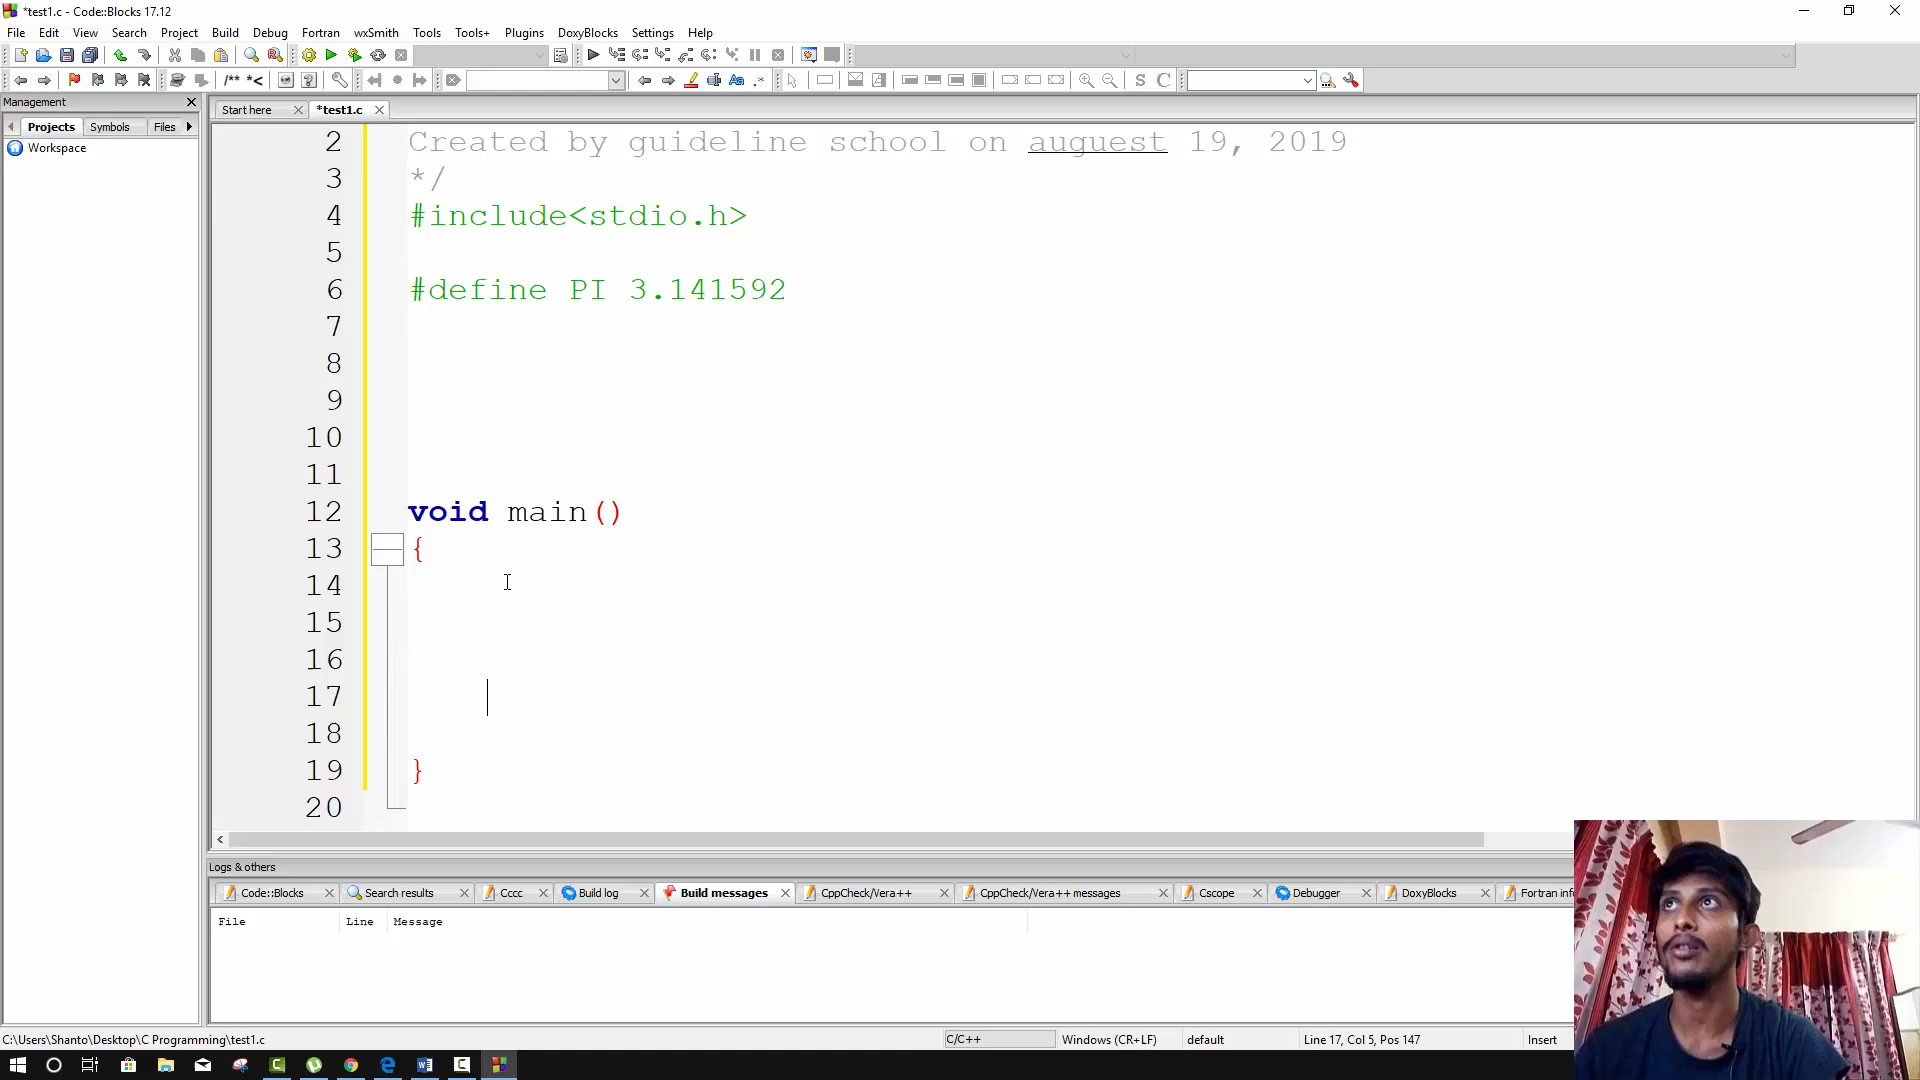 *test1.c - Code::Blocks 17.12
File Edit View Search Project Build Debug Fortran wxSmith Tools Tools+ Plugins DoxyBlocks Settings Help
/** *<
Aa .* S C
Management
Start here *test1.c
Projects Symbols Files
Workspace
2 Created by guideline school on auguest 19, 2019
3 */
4 #include<stdio.h>
5
6 #define PI 3.141592
7
8
9
10
11
12 void main()
13 {
14
15
16
17
18
19 }
20
Logs & others
Code::Blocks Search results Cccc Build log Build messages CppCheck/Vera++ CppCheck/Vera++ messages Cscope Debugger DoxyBlocks Fortran inf
File Line Message
C:\Users\Shanto\Desktop\C Programming\test1.c C/C++ Windows (CR+LF) default Line 17, Col 5, Pos 147 Insert